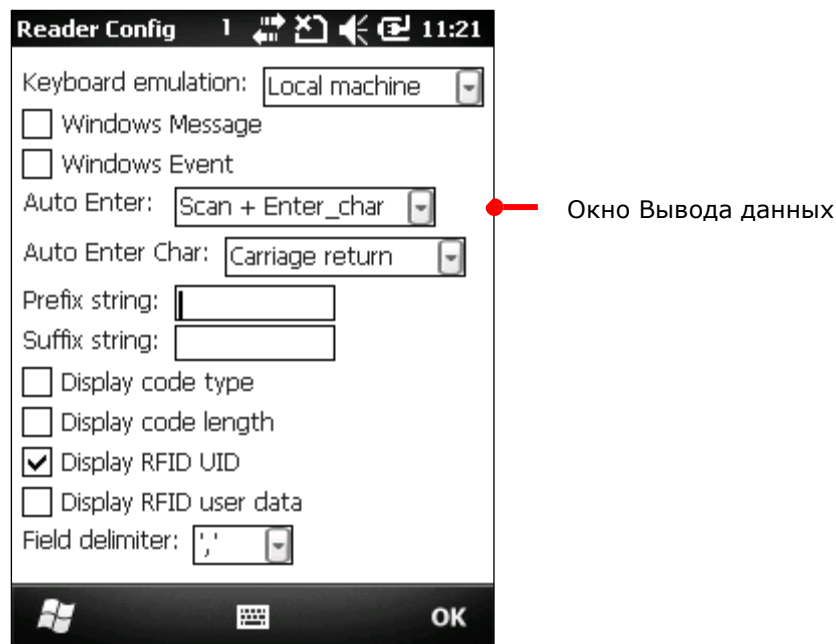 Reader Config 1 11:21
Keyboard emulation: Local machine
Windows Message
Windows Event
Auto Enter: Scan + Enter_char
Окно Вывода данных
Auto Enter Char: Carriage return
Prefix string:
Suffix string:
Display code type
Display code length
Display RFID UID
Display RFID user data
Field delimiter: ','
OK